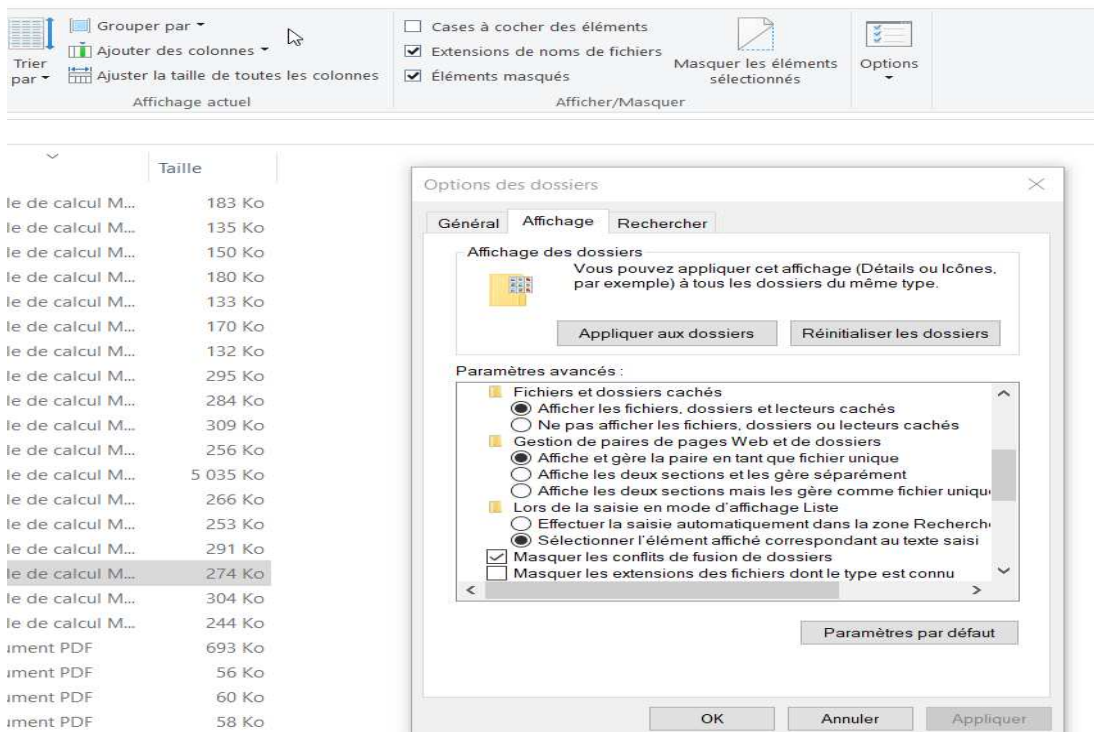 Grouper par
Ajouter des colonnes
Ajuster la taille de toutes les colonnes
Trier
par
Affichage actuel
Cases à cocher des éléments
Extensions de noms de fichiers
Éléments masqués
Masquer les éléments
sélectionnés
Afficher/Masquer
Options
Taille
le de calcul M... 183 Ko
le de calcul M... 135 Ko
le de calcul M... 150 Ko
le de calcul M... 180 Ko
le de calcul M... 133 Ko
le de calcul M... 170 Ko
le de calcul M... 132 Ko
le de calcul M... 295 Ko
le de calcul M... 284 Ko
le de calcul M... 309 Ko
le de calcul M... 256 Ko
le de calcul M... 5 035 Ko
le de calcul M... 266 Ko
le de calcul M... 253 Ko
le de calcul M... 291 Ko
le de calcul M... 274 Ko
le de calcul M... 304 Ko
le de calcul M... 244 Ko
ument PDF 693 Ko
ument PDF 56 Ko
ument PDF 60 Ko
ument PDF 58 Ko
Options des dossiers
Général Affichage Rechercher
Affichage des dossiers
Vous pouvez appliquer cet affichage (Détails ou Icônes,
par exemple) à tous les dossiers du même type.
Appliquer aux dossiers Réinitialiser les dossiers
Paramètres avancés :
Fichiers et dossiers cachés
Afficher les fichiers, dossiers et lecteurs cachés
Ne pas afficher les fichiers, dossiers ou lecteurs cachés
Gestion de paires de pages Web et de dossiers
Affiche et gère la paire en tant que fichier unique
Affiche les deux sections et les gère séparément
Affiche les deux sections mais les gère comme fichier uniqu
Lors de la saisie en mode d'affichage Liste
Effectuer la saisie automatiquement dans la zone Recherch
Sélectionner l'élément affiché correspondant au texte saisi
Masquer les conflits de fusion de dossiers
Masquer les extensions des fichiers dont le type est connu
Paramètres par défaut
OK Annuler Appliquer